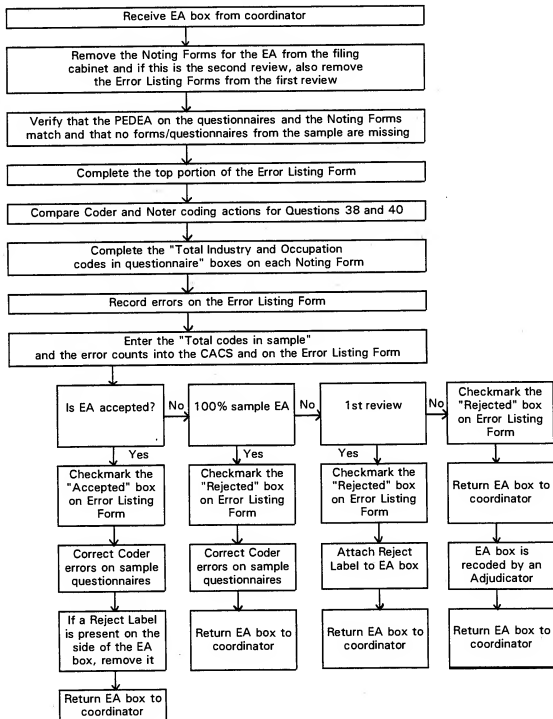 Receive EA box from coordinator
Remove the Noting Forms for the EA from the filing
cabinet and if this is the second review, also remove
the Error Listing Forms from the first review
Verify that the PEDEA on the questionnaires and the Noting Forms
match and that no forms/questionnaires from the sample are missing
Complete the top portion of the Error Listing Form
Compare Coder and Noter coding actions for Questions 38 and 40
Complete the "Total Industry and Occupation
codes in questionnaire" boxes on each Noting Form
Record errors on the Error Listing Form
Enter the "Total codes in sample"
and the error counts into the CACS and on the Error Listing Form
Is EA accepted?
No
100% sample EA
No
1st review
No
Checkmark the
"Rejected" box
on Error Listing
Form
Yes
Yes
Yes
Checkmark the
"Accepted" box
on Error Listing
Form
Checkmark the
"Rejected" box
on Error Listing
Form
Checkmark the
"Rejected" box
on Error Listing
Form
Return EA box to
coordinator
Correct Coder
errors on sample
questionnaires
Correct Coder
errors on sample
questionnaires
Attach Reject
Label to EA box
EA box is
recoded by an
Adjudicator
If a Reject Label
is present on the
side of the EA
box, remove it
Return EA box to
coordinator
Return EA box to
coordinator
Return EA box to
coordinator
Return EA box to
coordinator